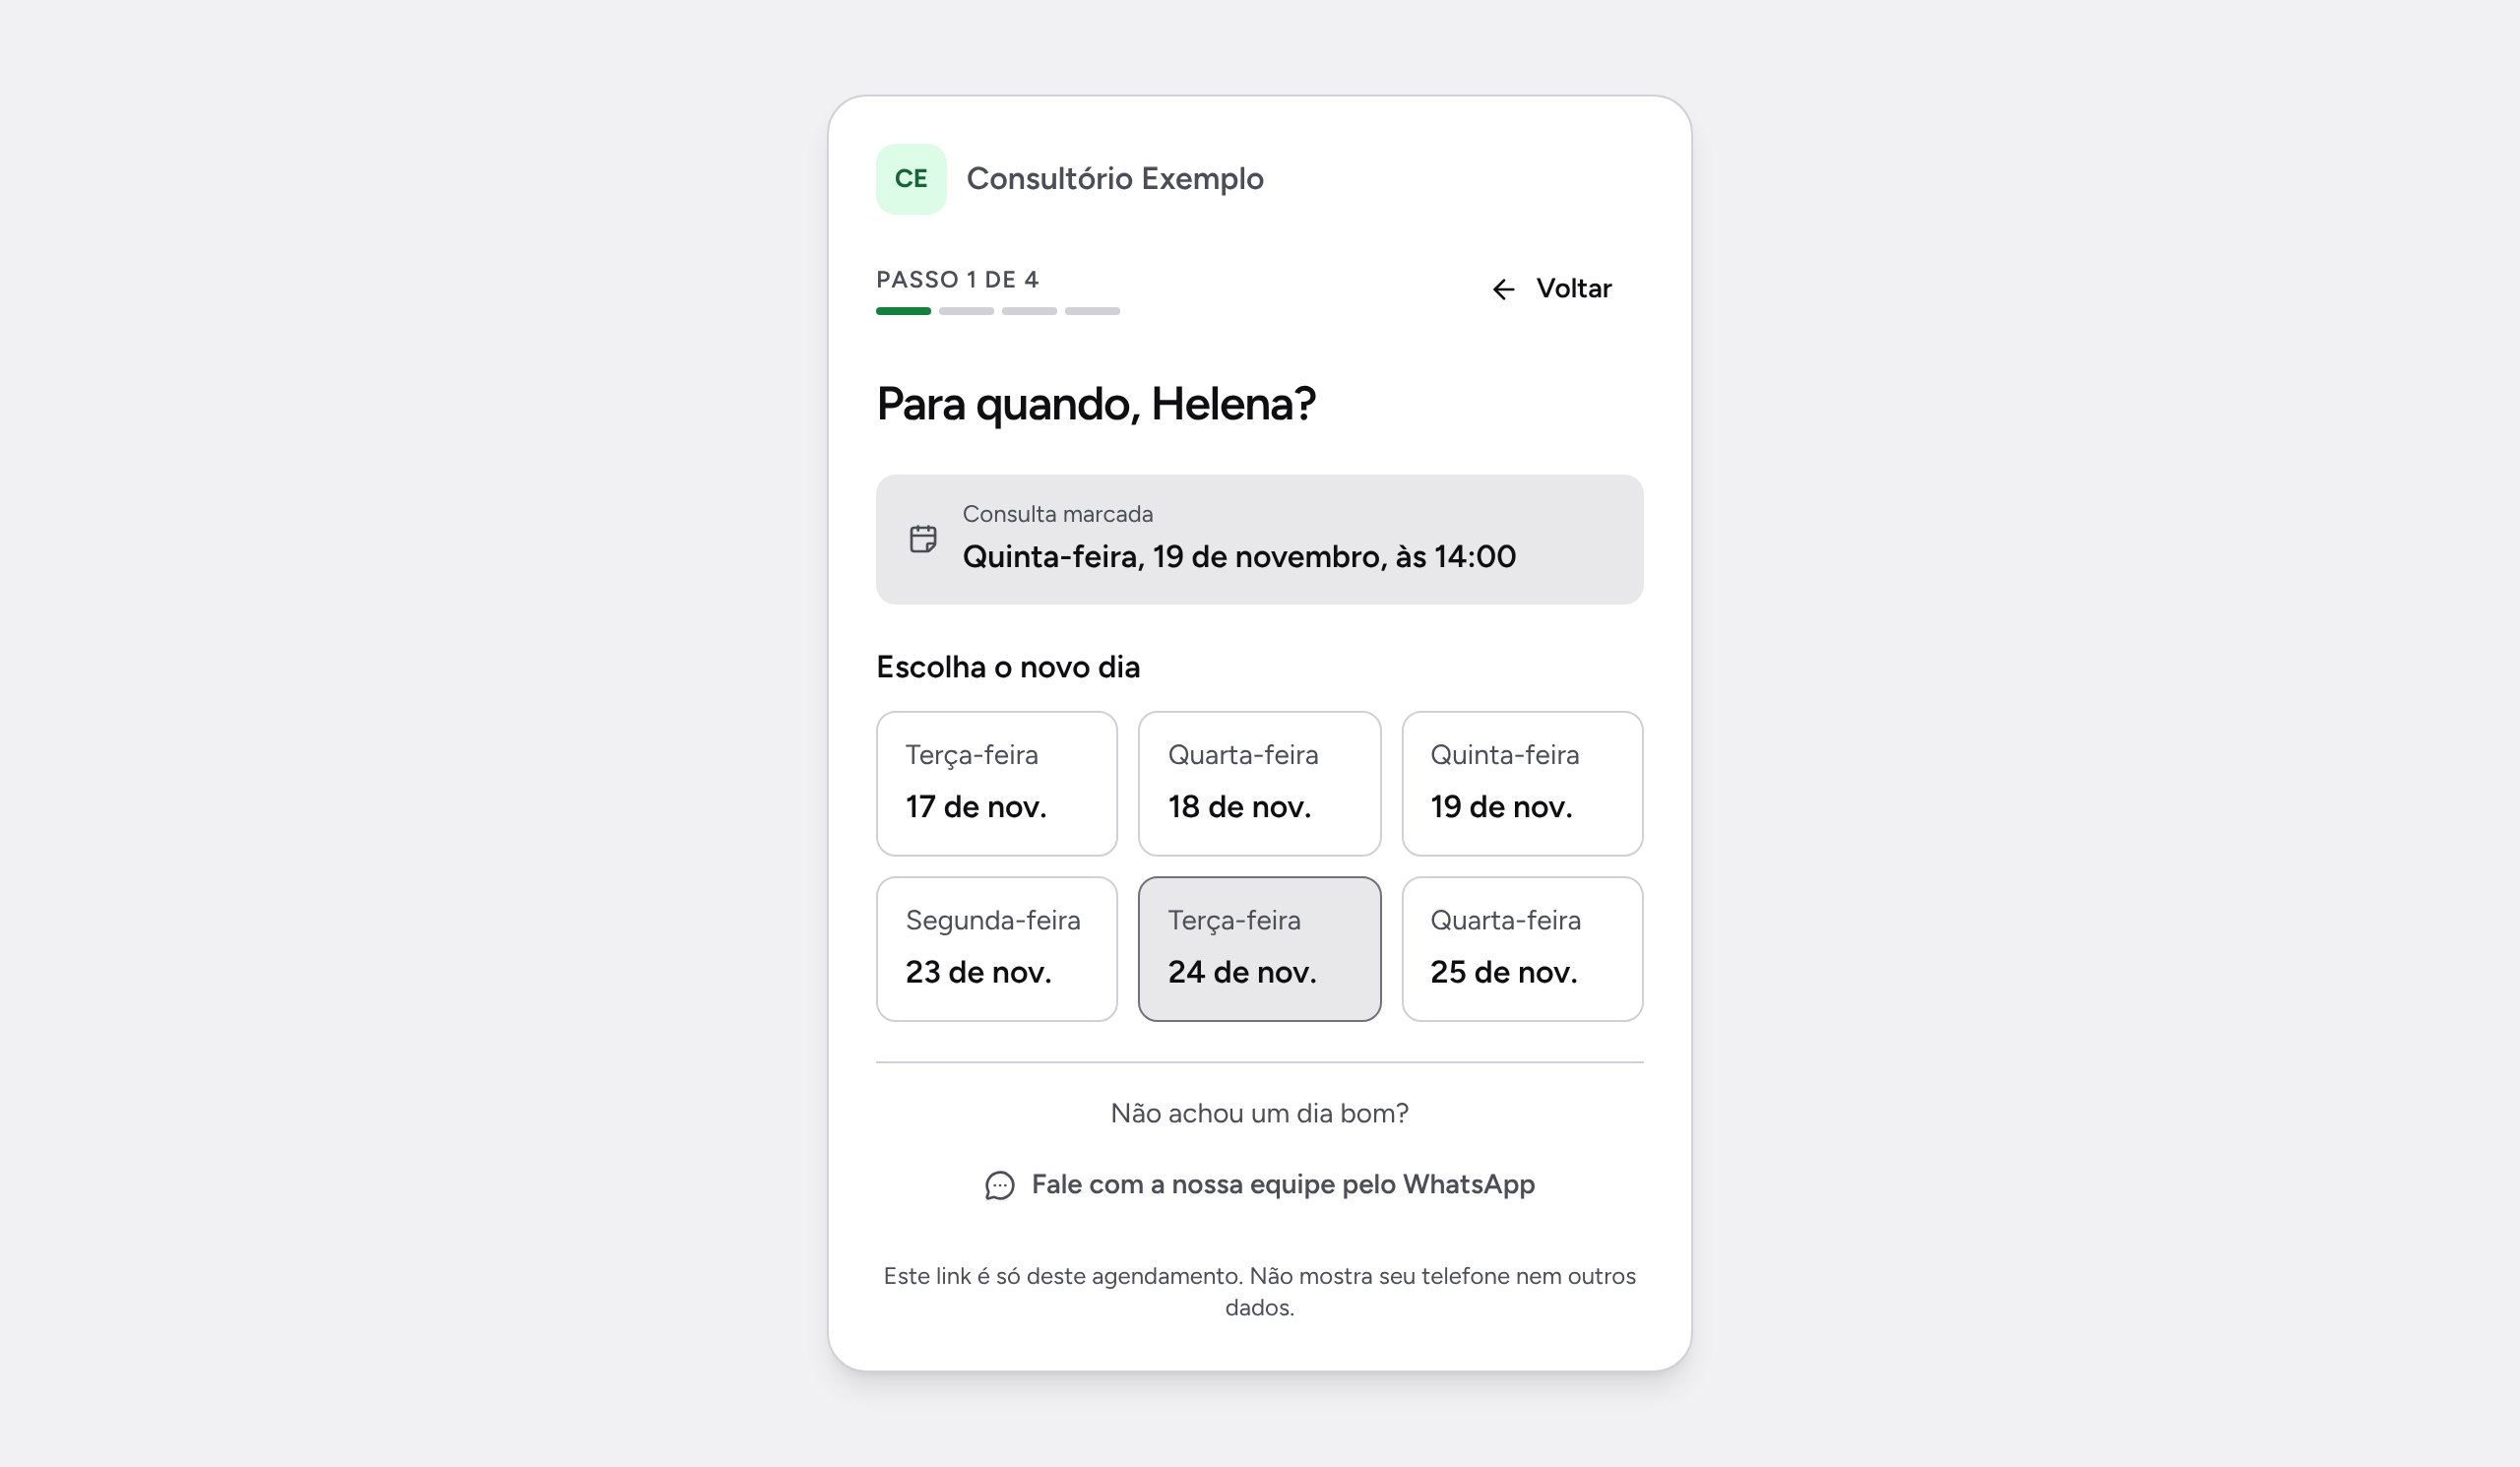 CE
Consultório Exemplo
PASSO 1 DE 4
Voltar
Para quando, Helena?
Consulta marcada
Quinta-feira, 19 de novembro, às 14:00
Escolha o novo dia
Terça-feira
17 de nov.
Quarta-feira
18 de nov.
Quinta-feira
19 de nov.
Segunda-feira
23 de nov.
Terça-feira
24 de nov.
Quarta-feira
25 de nov.
Não achou um dia bom?
Fale com a nossa equipe pelo WhatsApp
Este link é só deste agendamento. Não mostra seu telefone nem outros
dados.